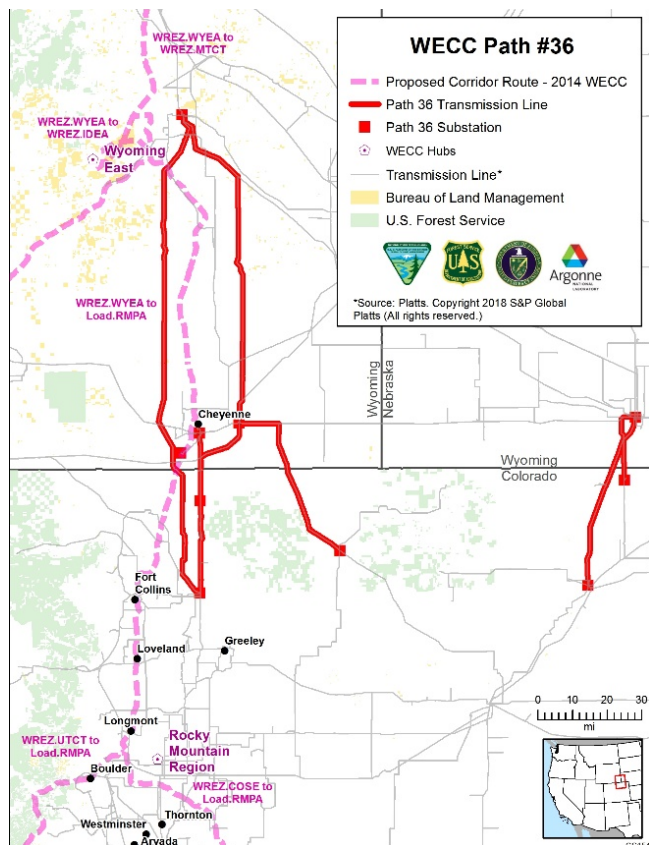 WREZ.WYEA to
WREZ.MTCT
WREZ.WYEA to
WREZ.IDEA
Wyoming
East
WREZ.WYEA to
Load.RMPA
WECC Path #36
Proposed Corridor Route - 2014 WECC
Path 36 Transmission Line
Path 36 Substation
WECC Hubs
Transmission Line*
Bureau of Land Management
U.S. Forest Service
Argonne
NATIONAL
LABORATORY
*Source: Platts. Copyright 2018 S&P Global
Platts (All rights reserved.)
Wyoming
Nebraska
Cheyenne
Wyoming
Colorado
Fort
Collins
Loveland
Greeley
Longmont
WREZ.UTCT to
Load.RMPA
Rocky
Mountain
Region
Boulder
WREZ.COSE to
Load.RMPA
Thornton
Westminster
Arvada
0 10 20 30
mi